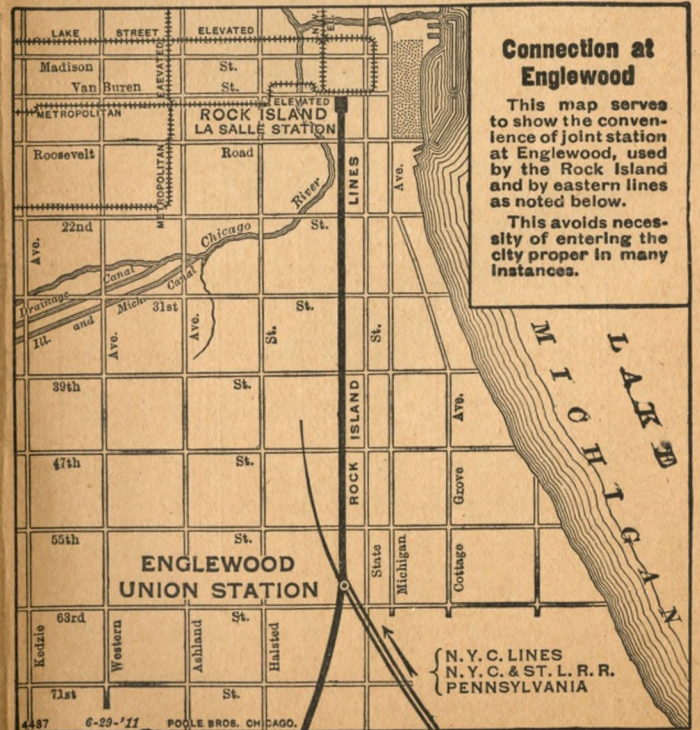 Connection at
Englewood
This map serves
to show the conven-
ience of joint station
at Englewood, used
by the Rock Island
and by eastern lines
as noted below.
This avoids neces-
sity of entering the
city proper in many
instances.
LAKE STREET ELEVATED
N.W. EL.
Madison St.
Van Buren St.
ELEVATED
METROPOLITAN
EAEVATED
METROPOLITAN
ROCK ISLAND
LA SALLE STATION
Roosevelt Road
LINES
Ave.
River
22nd St.
Chicago
Ave.
Drainage Canal
Ill. and Mich. Canal
31st St.
Ave.
Ave.
St.
St.
39th St.
ROCK ISLAND
Ave.
47th St.
Grove
55th St.
State
Michigan
Cottage
ENGLEWOOD
UNION STATION
63rd St.
Kedzie
Western
Ashland
Halsted
71st St.
N.Y.C. LINES
N.Y.C. & ST. L. R. R.
PENNSYLVANIA
LAKE
MICHIGAN
4487 6-29-'11 POOLE BROS. CHICAGO.